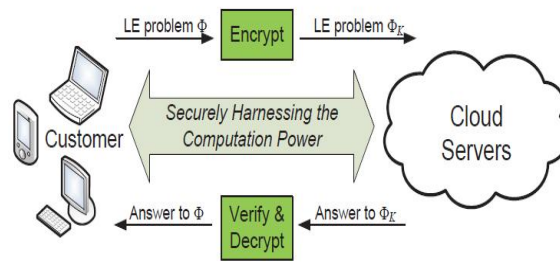 LE problem Φ
Encrypt
LE problem Φ_K
Customer
Securely Harnessing the
Computation Power
Cloud
Servers
Answer to Φ
Verify &
Decrypt
Answer to Φ_K